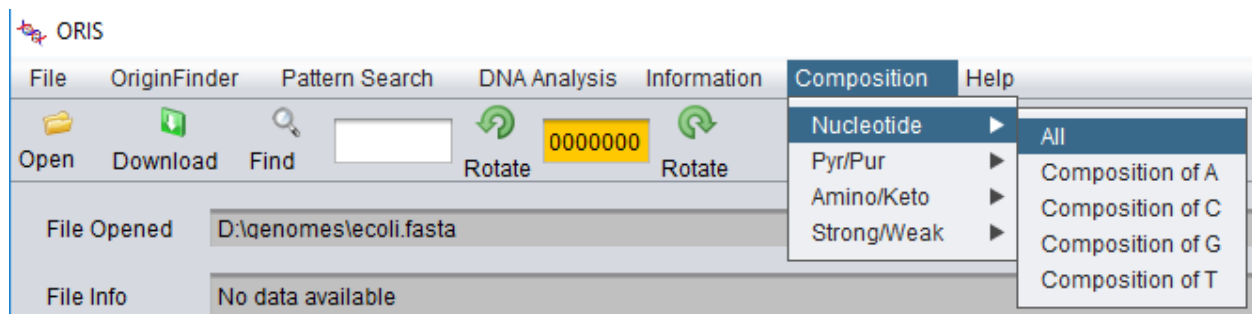 ORIS
File OriginFinder Pattern Search DNA Analysis Information Composition Help
Open Download Find Rotate 0000000 Rotate
Nucleotide
Pyr/Pur
Amino/Keto
Strong/Weak
All
Composition of A
Composition of C
Composition of G
Composition of T
File Opened D:\genomes\ecoli.fasta
File Info No data available